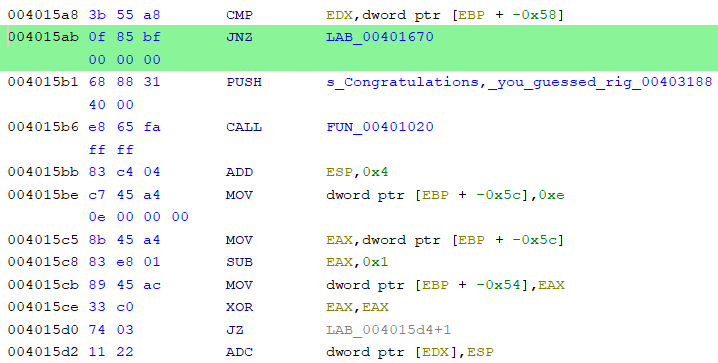 004015a8 3b 55 a8 CMP EDX,dword ptr [EBP + -0x58]
004015ab 0f 85 bf JNZ LAB_00401670
00 00 00
004015b1 68 88 31 PUSH s_Congratulations,_you_guessed_rig_00403188
40 00
004015b6 e8 65 fa CALL FUN_00401020
ff ff
004015bb 83 c4 04 ADD ESP,0x4
004015be c7 45 a4 MOV dword ptr [EBP + -0x5c],0xe
0e 00 00 00
004015c5 8b 45 a4 MOV EAX,dword ptr [EBP + -0x5c]
004015c8 83 e8 01 SUB EAX,0x1
004015cb 89 45 ac MOV dword ptr [EBP + -0x54],EAX
004015ce 33 c0 XOR EAX,EAX
004015d0 74 03 JZ LAB_004015d4+1
004015d2 11 22 ADC dword ptr [EDX],ESP